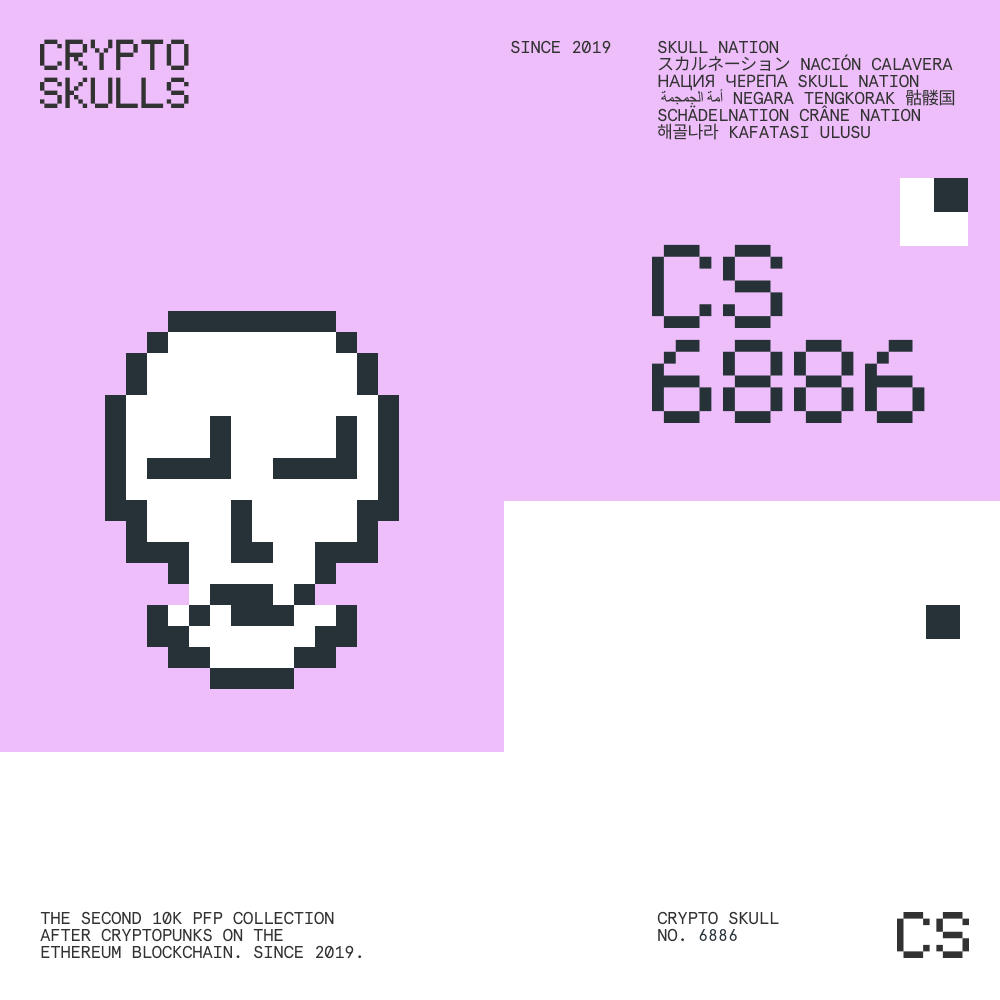 CRYPTO
SKULLS
SINCE 2019
SKULL NATION
スカルネーション NACIÓN CALAVERA
НАЦИЯ ЧЕРЕПА SKULL NATION
أمة الجمجمة NEGARA TENGKORAK 骷髅国
SCHÄDELNATION CRÂNE NATION
해골나라 KAFATASI ULUSU
CS
6886
THE SECOND 10K PFP COLLECTION
AFTER CRYPTOPUNKS ON THE
ETHEREUM BLOCKCHAIN. SINCE 2019.
CRYPTO SKULL
NO. 6886
CS